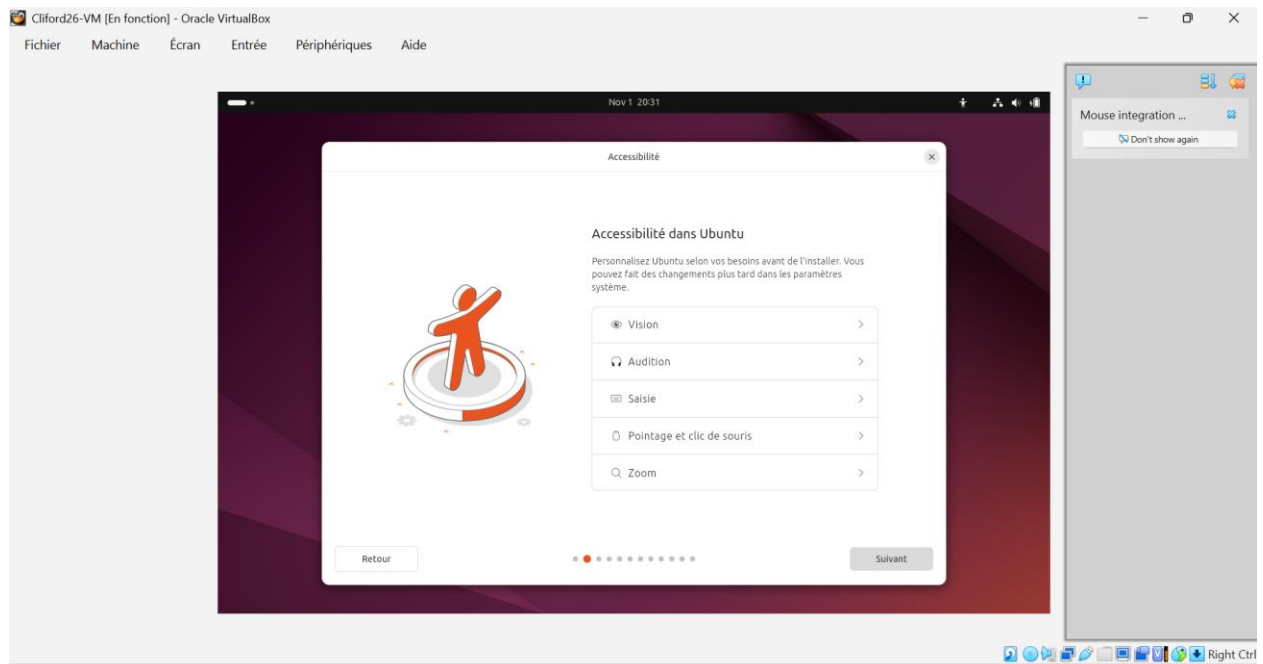 Cliford26-VM [En fonction] - Oracle VirtualBox
Fichier Machine Écran Entrée Périphériques Aide
Nov 1 20:31
Mouse integration ...
Don't show again
Accessibilité
Accessibilité dans Ubuntu
Personnalisez Ubuntu selon vos besoins avant de l'installer. Vous
pouvez fait des changements plus tard dans les paramètres
système.
Vision
Audition
Saisie
Pointage et clic de souris
Zoom
Retour
Suivant
Right Ctrl